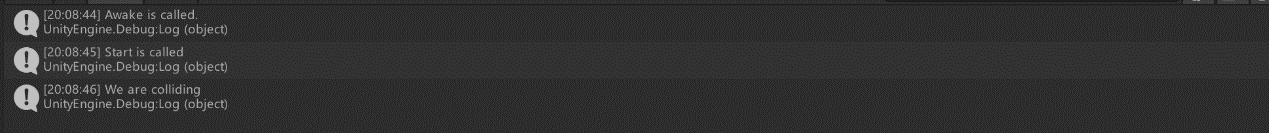 [20:08:44] Awake is called.
UnityEngine.Debug:Log (object)
[20:08:45] Start is called
UnityEngine.Debug:Log (object)
[20:08:46] We are colliding
UnityEngine.Debug:Log (object)